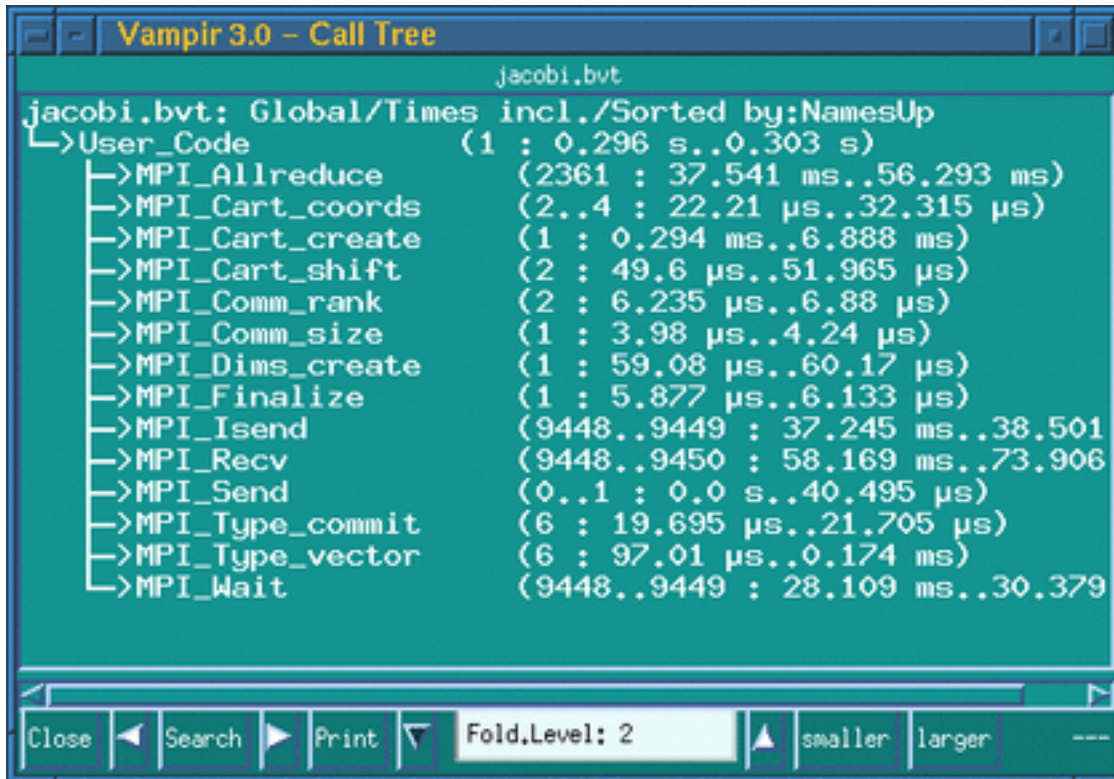 Vampir 3.0 – Call Tree
jacobi.bvt
jacobi.bvt: Global/Times incl./Sorted by:NamesUp
User_Code (1 : 0.296 s..0.303 s)
MPI_Allreduce (2361 : 37.541 ms..56.293 ms)
MPI_Cart_coords (2..4 : 22.21 µs..32.315 µs)
MPI_Cart_create (1 : 0.294 ms..6.888 ms)
MPI_Cart_shift (2 : 49.6 µs..51.965 µs)
MPI_Comm_rank (2 : 6.235 µs..6.88 µs)
MPI_Comm_size (1 : 3.98 µs..4.24 µs)
MPI_Dims_create (1 : 59.08 µs..60.17 µs)
MPI_Finalize (1 : 5.877 µs..6.133 µs)
MPI_Isend (9448..9449 : 37.245 ms..38.501
MPI_Recv (9448..9450 : 58.169 ms..73.906
MPI_Send (0..1 : 0.0 s..40.495 µs)
MPI_Type_commit (6 : 19.695 µs..21.705 µs)
MPI_Type_vector (6 : 97.01 µs..0.174 ms)
MPI_Wait (9448..9449 : 28.109 ms..30.379
Close Search Print Fold.Level: 2 smaller larger ---